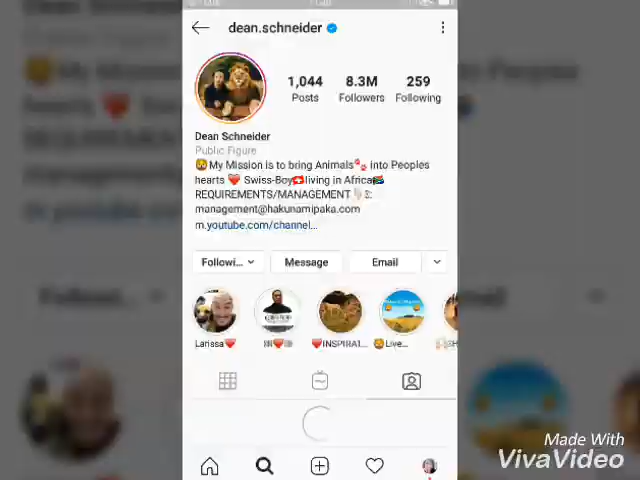 dean.schneider
1,044 8.3M 259
Posts Followers Following
Dean Schneider
Public Figure
🦁My Mission is to bring Animals🐾 into Peoples
hearts ❤️ Swiss-Boy🇨🇭living in Africa🇿🇦
REQUIREMENTS/MANAGEMENT
management@hakunamipaka.com
m.youtube.com/channel...
Followi... Message Email
Larissa❤️ ❤️INSPIRAT... 🦁Live...
Made With
VivaVideo